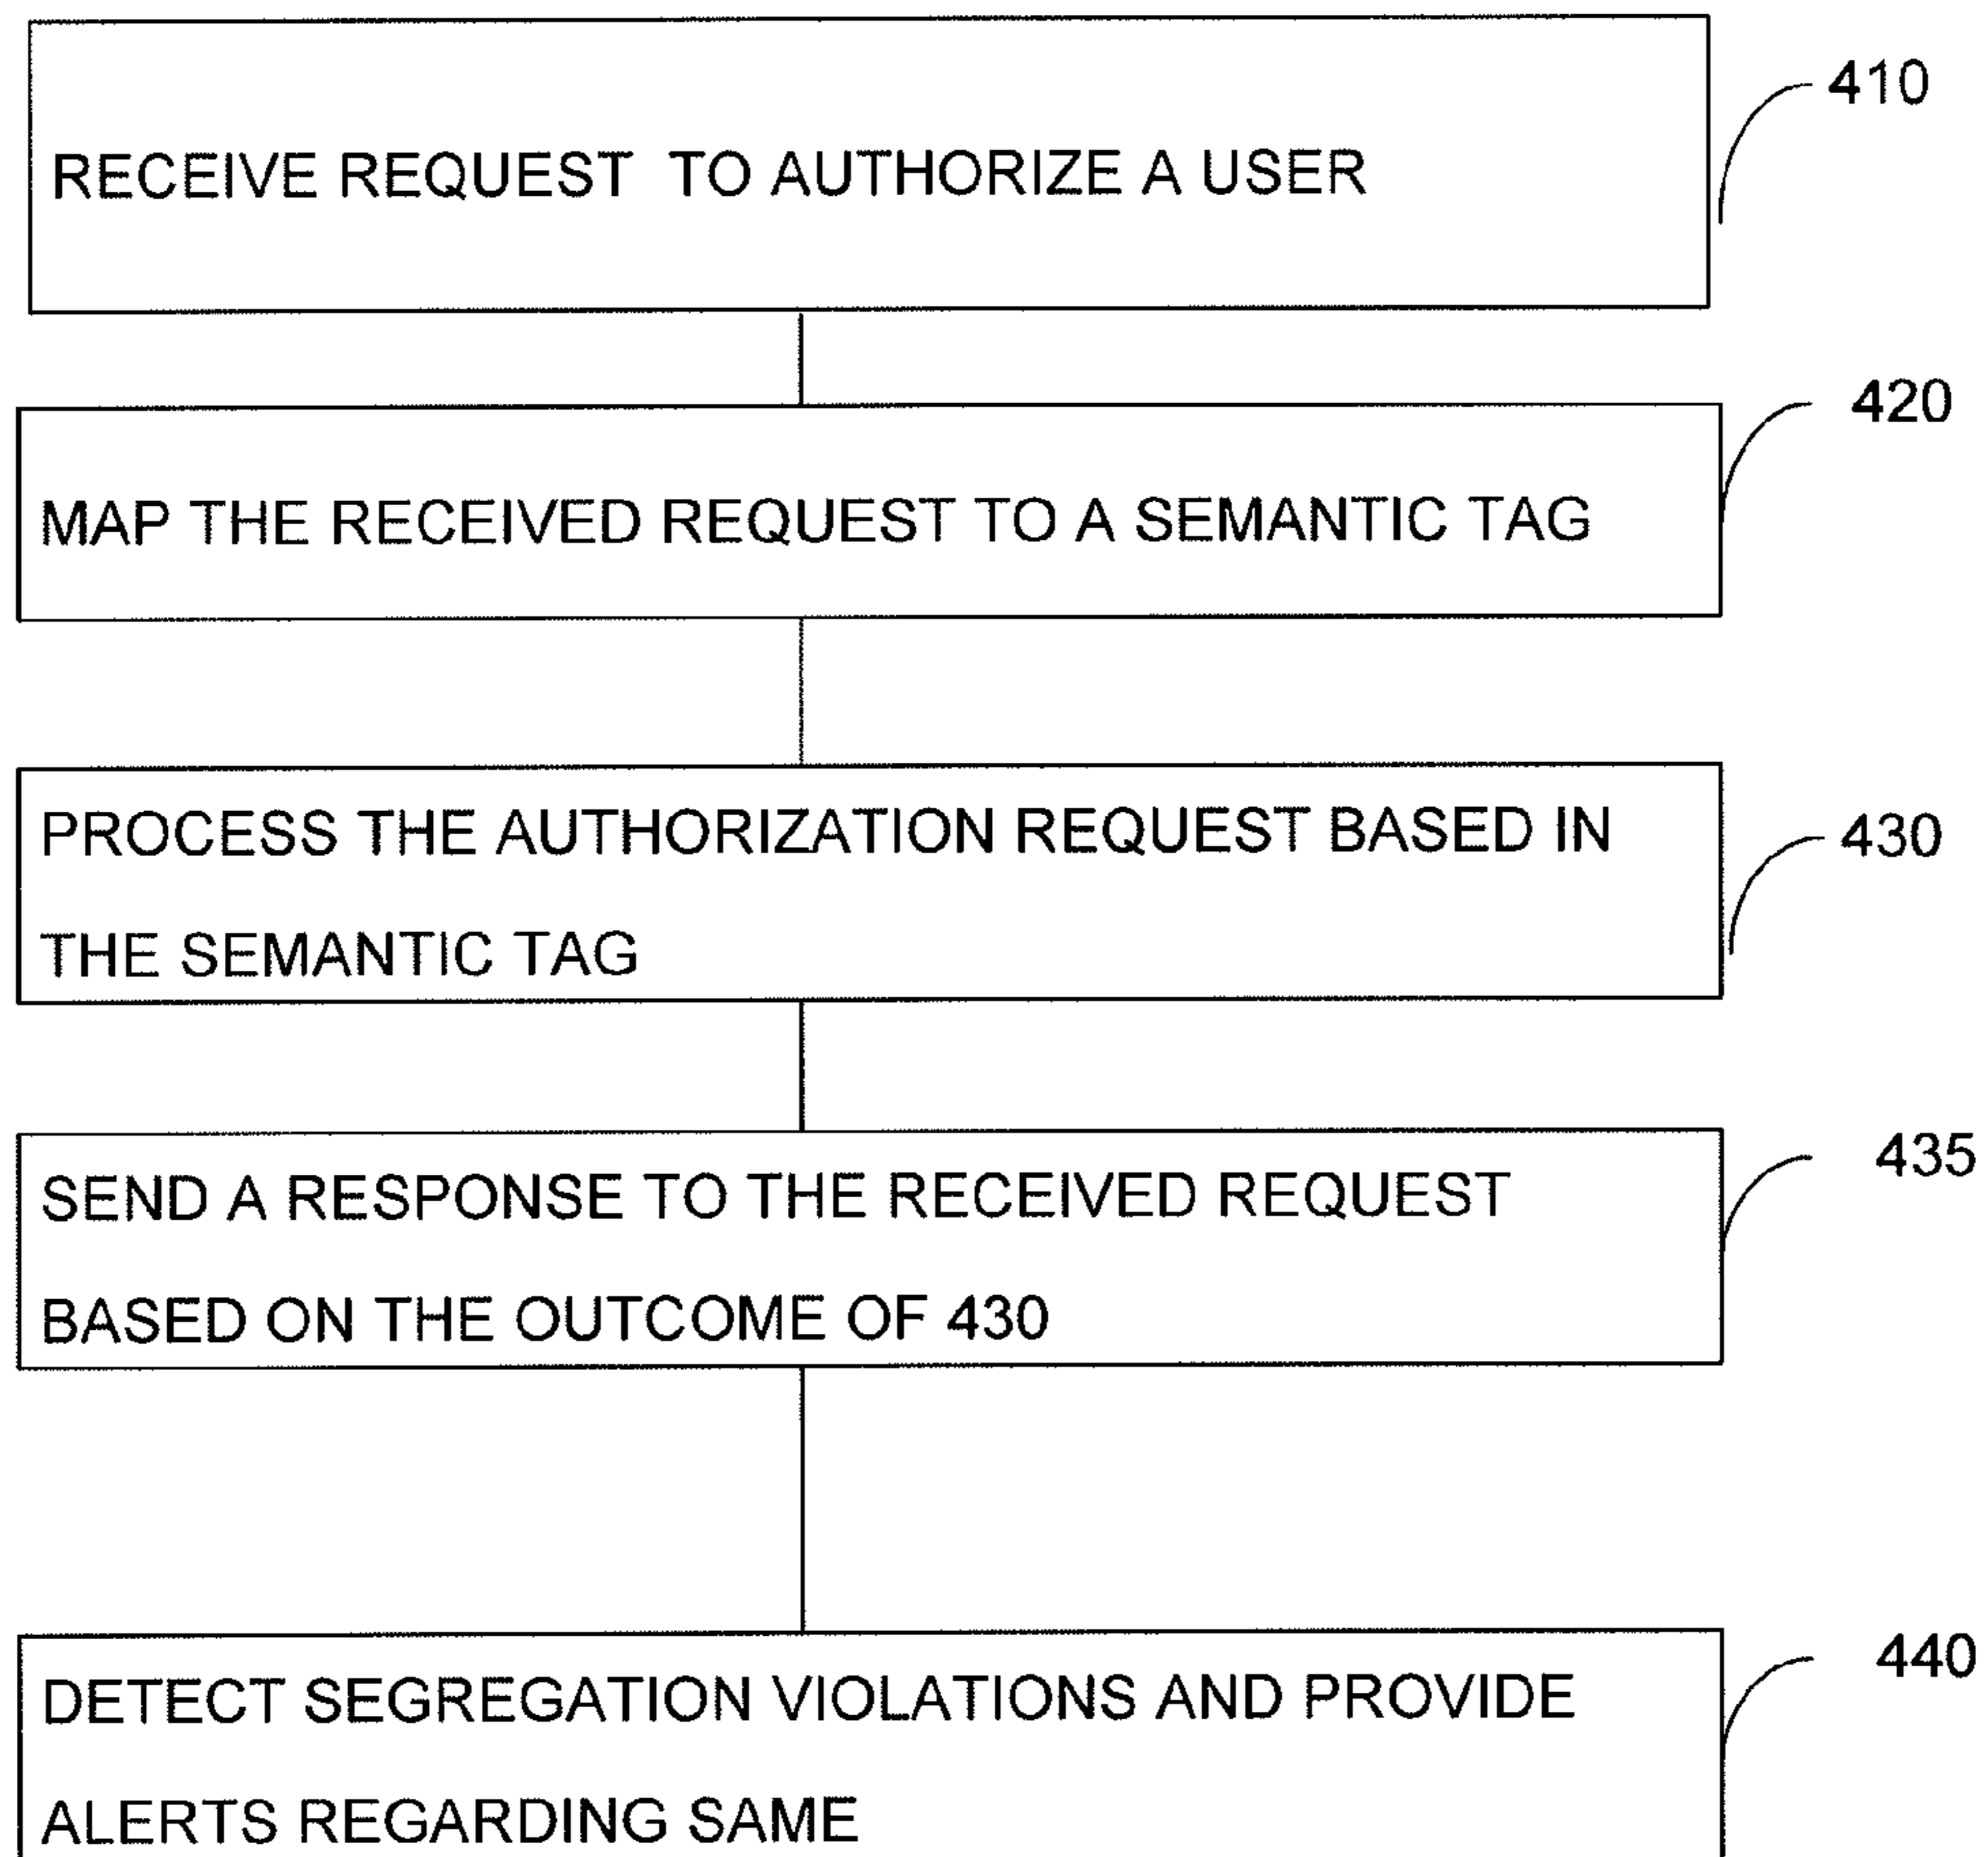 410
RECEIVE REQUEST TO AUTHORIZE A USER
420
MAP THE RECEIVED REQUEST TO A SEMANTIC TAG
PROCESS THE AUTHORIZATION REQUEST BASED IN
430
THE SEMANTIC TAG
435
SEND A RESPONSE TO THE RECEIVED REQUEST
BASED ON THE OUTCOME OF 430
440
DETECT SEGREGATION VIOLATIONS AND PROVIDE
ALERTS REGARDING SAME